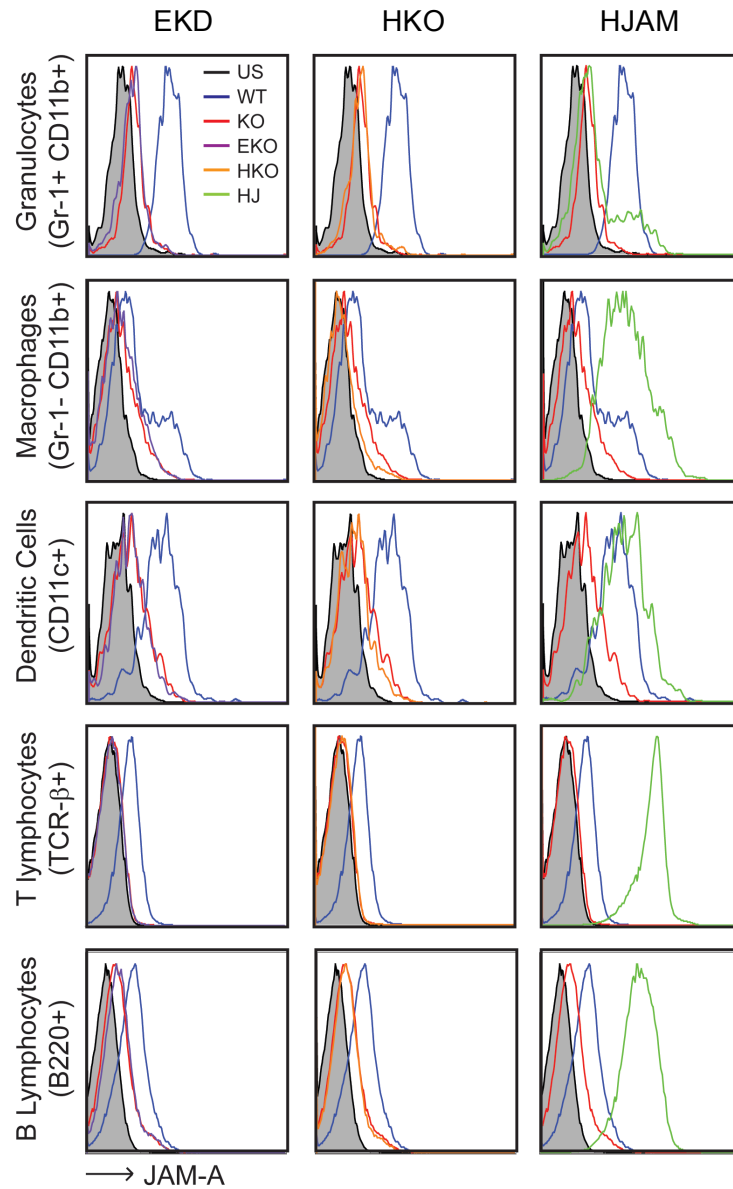 EKD
HKO
HJAM
US
WT
KO
EKO
HKO
HJ
Granulocytes
(Gr-1+ CD11b+)
Macrophages
(Gr-1- CD11b+)
Dendritic Cells
(CD11c+)
T lymphocytes
(TCR-β+)
B Lymphocytes
(B220+)
JAM-A